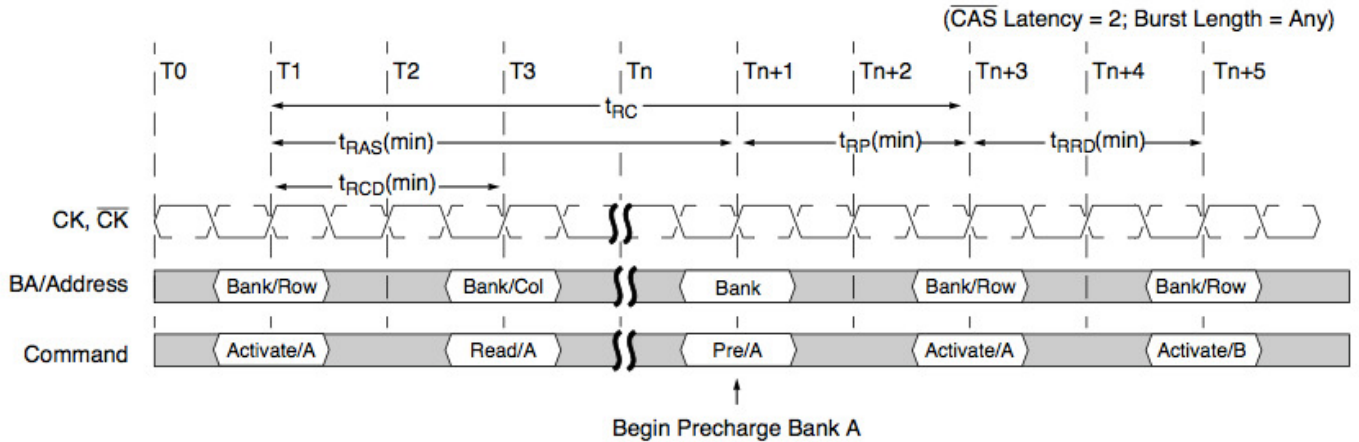 (C̅A̅S̅ Latency = 2; Burst Length = Any)
T0 T1 T2 T3 Tn Tn+1 Tn+2 Tn+3 Tn+4 Tn+5
tRC
tRAS(min) tRP(min) tRRD(min)
tRCD(min)
CK, C̅K̅
BA/Address Bank/Row Bank/Col Bank Bank/Row Bank/Row
Command Activate/A Read/A Pre/A Activate/A Activate/B
Begin Precharge Bank A